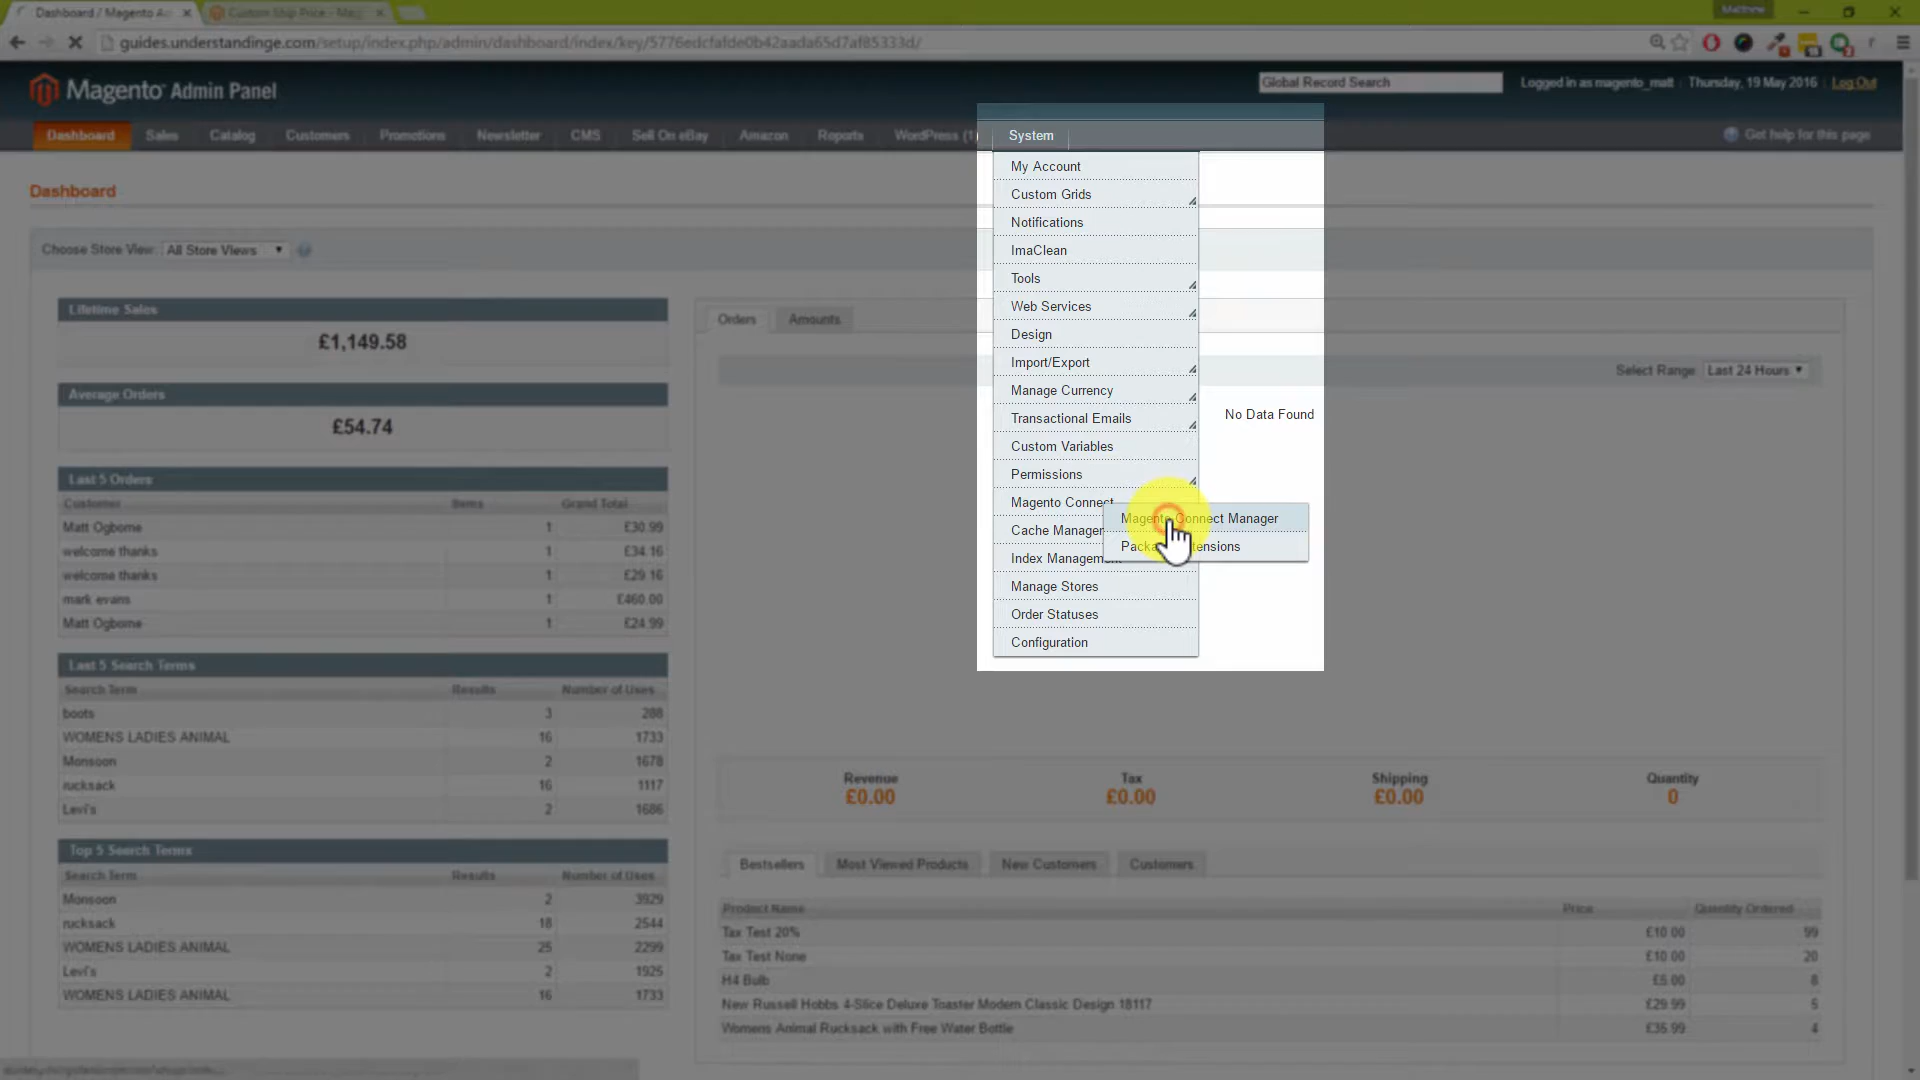 Dashboard / Magento Ac
Custom Ship Price - Mag
Matthew
guides.understandinge.com/setup/index.php/admin/dashboard/index/key/5776edcfafde0b42aada65d7af85333d/
Magento Admin Panel
Global Record Search
Logged in as magento_matt
Thursday, 19 May 2016
Log Out
Dashboard Sales Catalog Customers Promotions Newsletter CMS Sell On eBay Amazon Reports WordPress (1) System
Get help for this page
Dashboard
Choose Store View: All Store Views
My Account
Custom Grids
Notifications
ImaClean
Tools
Web Services
Design
Import/Export
Manage Currency
Transactional Emails
Custom Variables
Permissions
Magento Connect
Cache Manager
Index Management
Manage Stores
Order Statuses
Configuration
Magento Connect Manager
Lifetime Sales
£1,149.58
Average Orders
£54.74
Last 5 Orders
Customer Items Grand Total
Matt Ogborne 1 £30.99
welcome thanks 1 £34.16
welcome thanks 1 £29.16
mark evans 1 £460.00
Matt Ogborne 1 £24.99
Last 5 Search Terms
Search Term Results Number of Uses
boots 3 288
WOMENS LADIES ANIMAL 16 1733
Monsoon 2 1678
rucksack 16 1117
Levi's 2 1686
Top 5 Search Terms
Search Term Results Number of Uses
Monsoon 2 3929
rucksack 18 2544
WOMENS LADIES ANIMAL 25 2299
Levi's 2 1925
WOMENS LADIES ANIMAL 16 1733
Orders Amounts
Select Range: Last 24 Hours
No Data Found
Revenue Tax Shipping Quantity
£0.00 £0.00 £0.00 0
Bestsellers Most Viewed Products New Customers Customers
Product Name Price Quantity Ordered
Tax Test 20% £10.00 99
Tax Test None £10.00 20
H4 Bulb £5.00 8
New Russell Hobbs 4-Slice Deluxe Toaster Modern Classic Design 18117 £29.99 5
Womens Animal Rucksack with Free Water Bottle £35.99 4